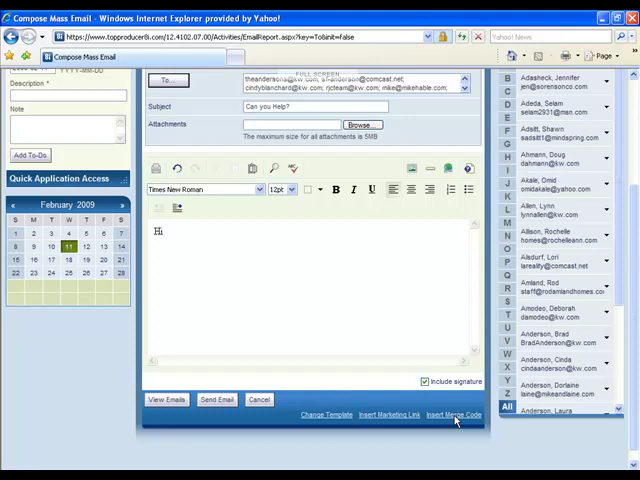 Compose Mass Email - Windows Internet Explorer provided by Yahoo!
https://www.topproducer8i.com/12.4102.07.00/Activities/EmailReport.aspx?key=To&init=false
Yahoo! News
Compose Mass Email
Page
YYYY-MM-DD
Description *
Note
Add To-Do
Quick Application Access
« February 2009 »
S M T W T F S
1 2 3 4 5 6 7
8 9 10 11 12 13 14
15 16 17 18 19 20 21
22 23 24 25 26 27 28
FULL SCREEN
To...
cindyblanchard@kw.com; rjcteam@kw.com; mike@mikehable.com;
Subject
Can you Help?
Attachments
Browse...
The maximum size for all attachments is 5MB
Times New Roman
12pt
B I U
Hi
Include signature
View Emails
Send Email
Cancel
Change Template
Insert Marketing Link
Insert Merge Code
B
C
D
E
F
G
H
I
J
K
L
M
N
O
P
Q
R
S
T
U
V
W
X
Y
Z
All
Adasheck, Jennifer
jen@sorensonco.com
Adeda, Selam
selam2931@msn.com
Adsitt, Shawn
sadsitt1@mindspring.com
Ahmann, Doug
dahmann@kw.com
Akale, Omid
omidakale@yahoo.com
Allen, Lynn
lynnallen@kw.com
Allison, Rochelle
homes@rochelleann.com
Alsdurf, Lori
lareality@comcast.net
Amland, Rod
staff@rodamlandhomes.co
Amodeo, Deborah
damodeo@kw.com
Anderson, Brad
BradAnderson@kw.com
Anderson, Cinda
cindaanderson@kw.com
Anderson, Dorlaine
laine@mikeandlaine.com
Anderson, Laura